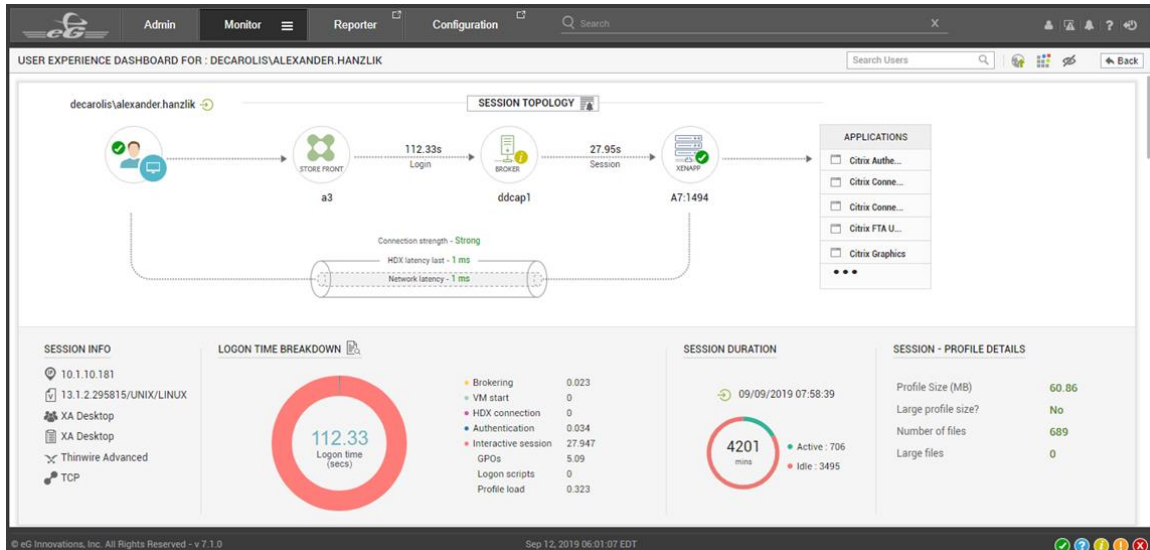 eG Admin Monitor Reporter Configuration Search X ?
USER EXPERIENCE DASHBOARD FOR : DECAROLIS\ALEXANDER.HANZLIK Search Users Back
decarolis\alexander.hanzlik
SESSION TOPOLOGY
STORE FRONT
a3
112.33s
Login
BROKER
ddcap1
27.95s
Session
XENAPP
A7:1494
Connection strength - Strong
HDX latency last - 1 ms
Network latency - 1 ms
APPLICATIONS
Citrix Authe...
Citrix Conne...
Citrix Conne...
Citrix FTA U...
Citrix Graphics
•••
SESSION INFO
10.1.10.181
13.1.2.295815/UNIX/LINUX
XA Desktop
XA Desktop
Thinwire Advanced
TCP
LOGON TIME BREAKDOWN
112.33
Logon time
(secs)
Brokering 0.023
VM start 0
HDX connection 0
Authentication 0.034
Interactive session 27.947
GPOs 5.09
Logon scripts 0
Profile load 0.323
SESSION DURATION
09/09/2019 07:58:39
4201
mins
Active : 706
Idle : 3495
SESSION - PROFILE DETAILS
Profile Size (MB) 60.86
Large profile size? No
Number of files 689
Large files 0
© eG Innovations, Inc. All Rights Reserved - v 7.1.0 Sep 12, 2019 06:01:07 EDT